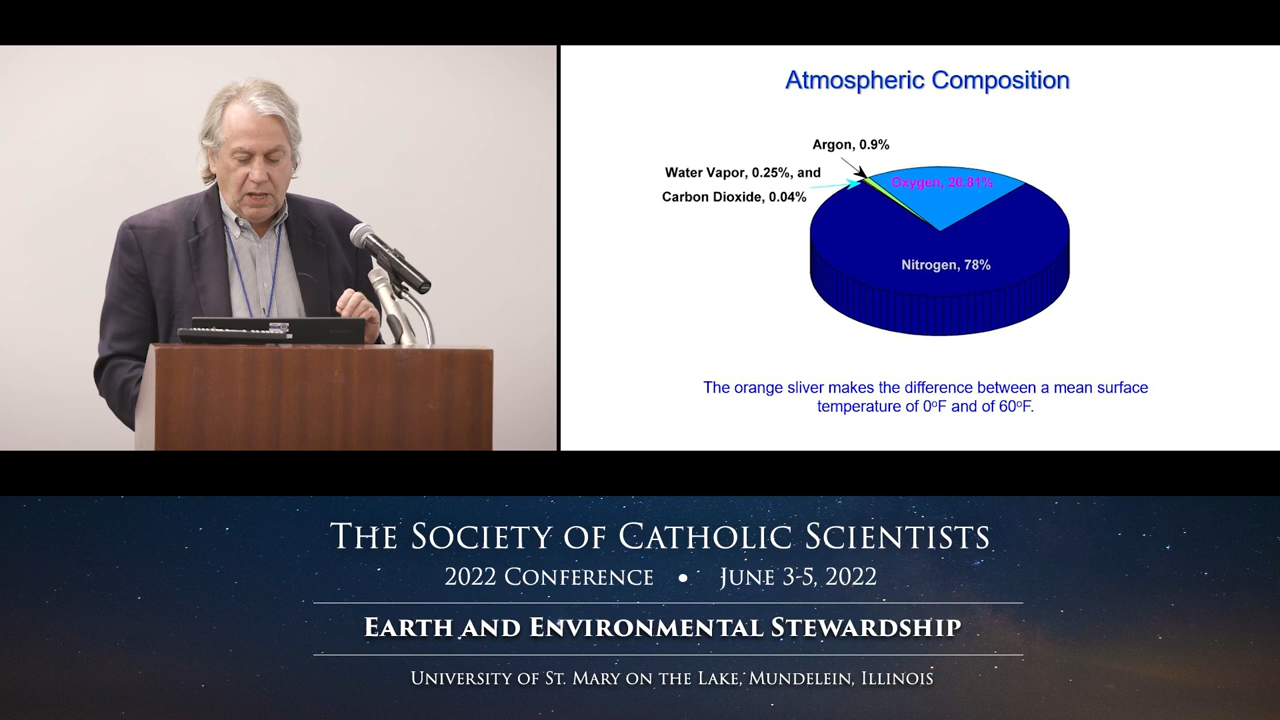 Atmospheric Composition
Argon, 0.9%
Water Vapor, 0.25%, and
Carbon Dioxide, 0.04%
Oxygen, 20.81%
Nitrogen, 78%
The orange sliver makes the difference between a mean surface
temperature of 0ºF and of 60ºF.
The Society of Catholic Scientists
2022 Conference • June 3-5, 2022
Earth and Environmental Stewardship
University of St. Mary on the Lake, Mundelein, Illinois